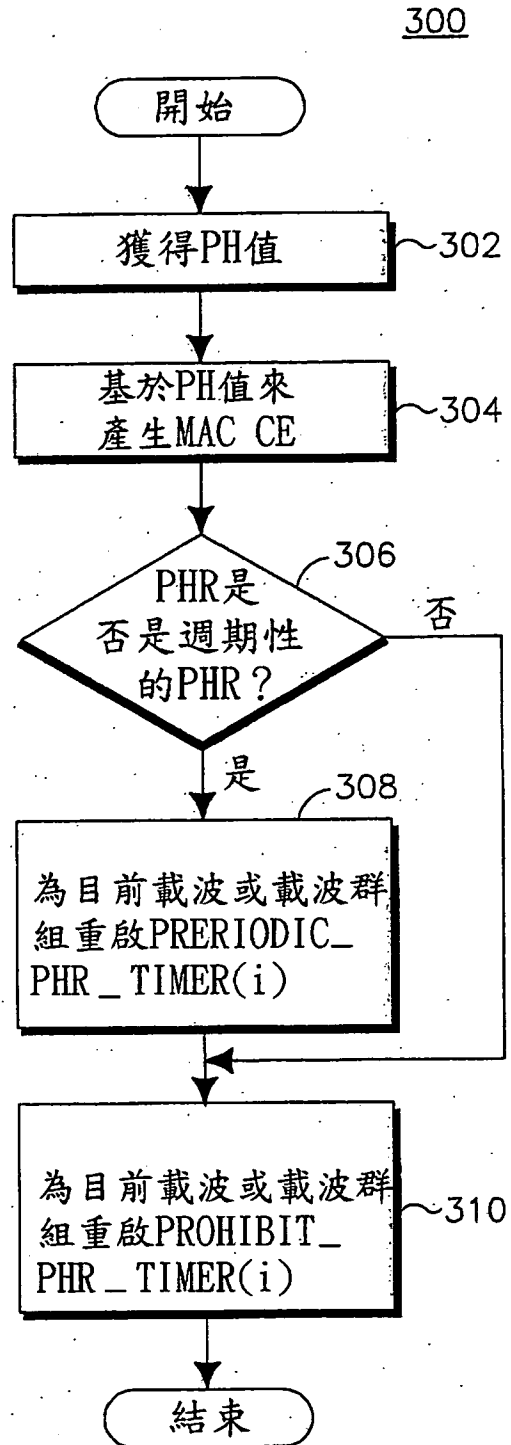 300
開始
獲得PH值
302
基於PH值來
產生MAC CE
304
306
PHR是
否是週期性
的PHR？
否
是
308
為目前載波或載波群
組重啟PRERIODIC_
PHR_TIMER(i)
為目前載波或載波群
組重啟PROHIBIT_
PHR_TIMER(i)
310
結束